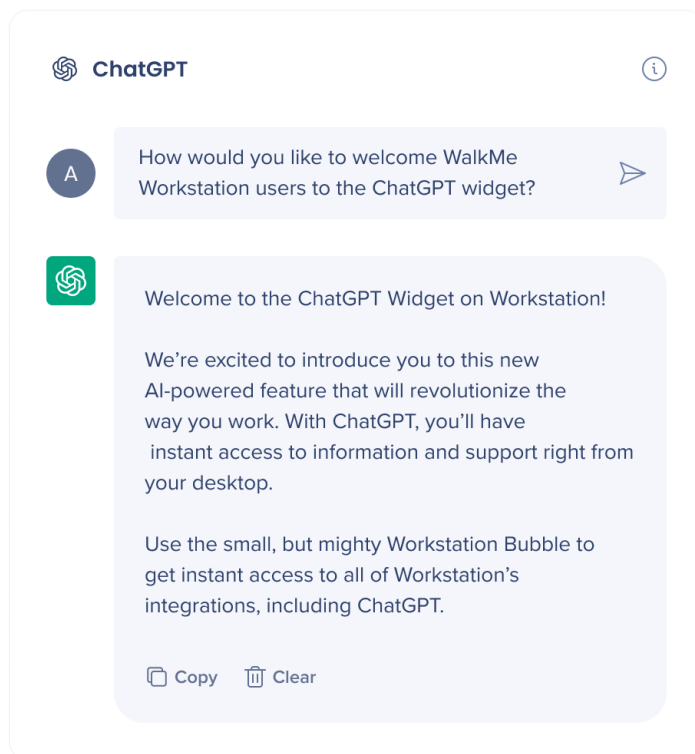 ChatGPT
A
How would you like to welcome WalkMe
Workstation users to the ChatGPT widget?
Welcome to the ChatGPT Widget on Workstation!
We’re excited to introduce you to this new
AI-powered feature that will revolutionize the
way you work. With ChatGPT, you’ll have
instant access to information and support right from
your desktop.
Use the small, but mighty Workstation Bubble to
get instant access to all of Workstation’s
integrations, including ChatGPT.
Copy Clear